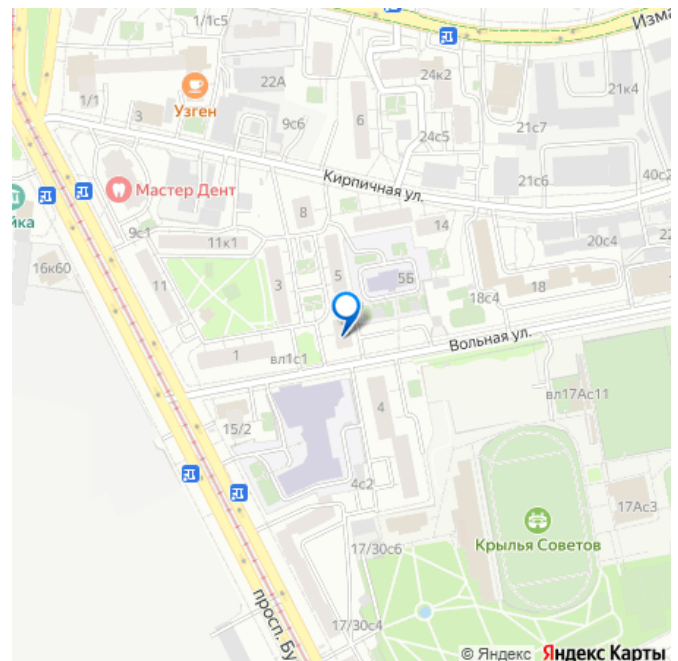 1/1с5
Изма
24к2
22А
1/1
3
Узген
9с6
6
24с5
21с7
21к4
21с6
40с2
Кирпичная ул.
Мастер Дент
йка
8
14
9с1
11к1
20с4
22
16к60
11
3
5
5Б
18с4
18
Вольная ул.
1
вл1с1
вл17Ас11
15/2
4
4с2
17Ас3
Крылья Советов
17/30с6
просп. Бу
17/30с4
© Яндекс Яндекс Карты